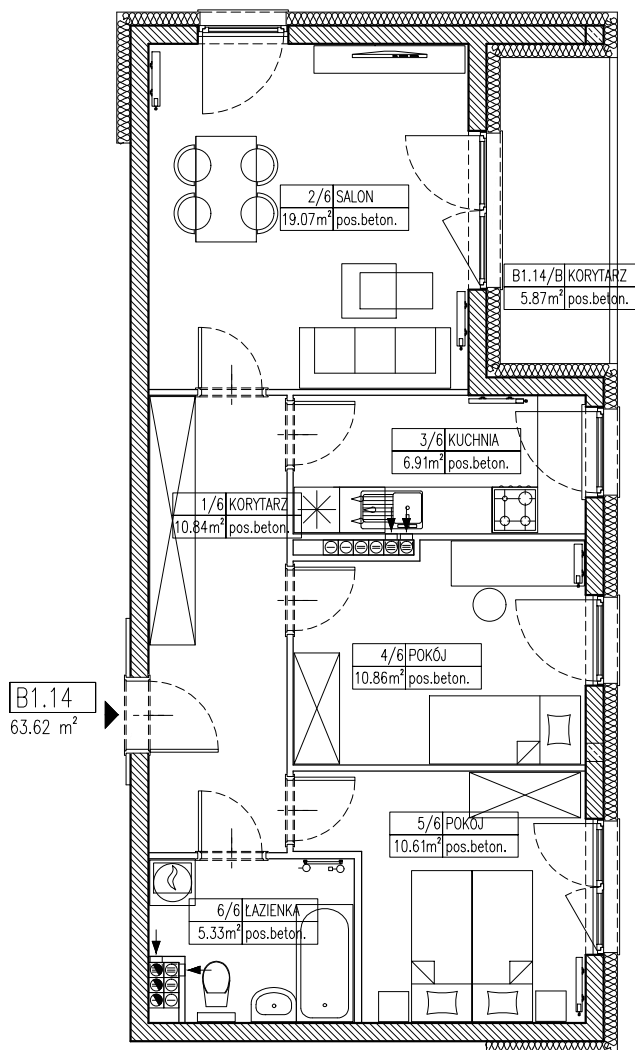 2/6 SALON
19.07m² pos.beton.
B1.14/B KORYTARZ
5.87m² pos.beton.
3/6 KUCHNIA
6.91m² pos.beton.
1/6 KORYTARZ
10.84m² pos.beton.
4/6 POKÓJ
10.86m² pos.beton.
B1.14
63.62 m²
5/6 POKÓJ
10.61m² pos.beton.
6/6 ŁAZIENKA
5.33m² pos.beton.